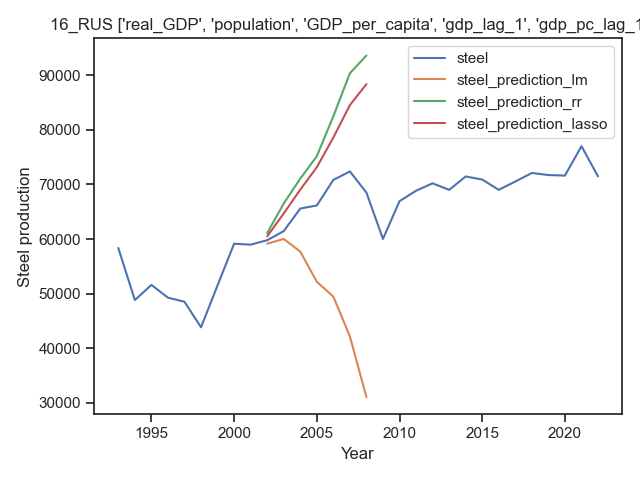 16_RUS ['real_GDP', 'population', 'GDP_per_capita', 'gdp_lag_1', 'gdp_pc_lag_1
steel
steel_prediction_lm
steel_prediction_rr
steel_prediction_lasso
Steel production
90000
80000
70000
60000
50000
40000
30000
1995
2000
2005
2010
2015
2020
Year